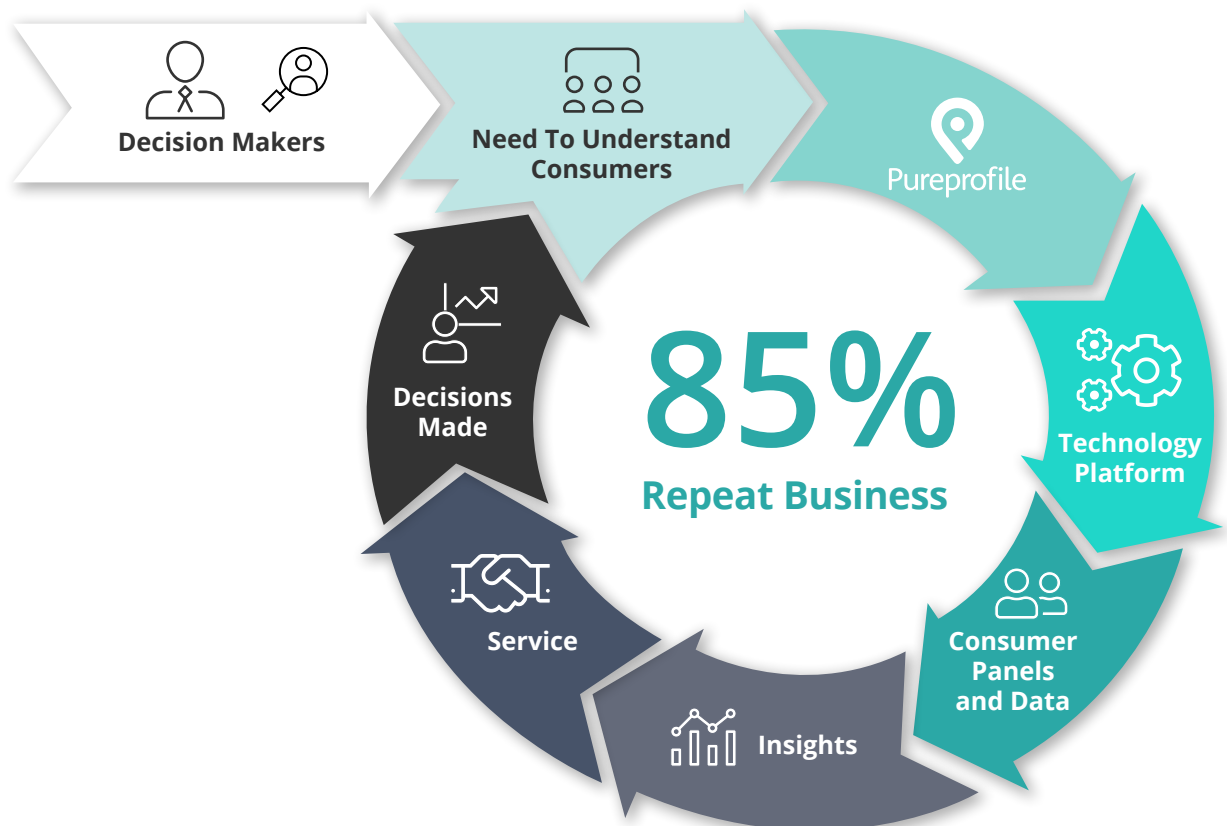 Decision Makers
Need To Understand
Consumers
Pureprofile
Technology
Platform
Consumer
Panels
and Data
Insights
Service
Decisions
Made
85%
Repeat Business